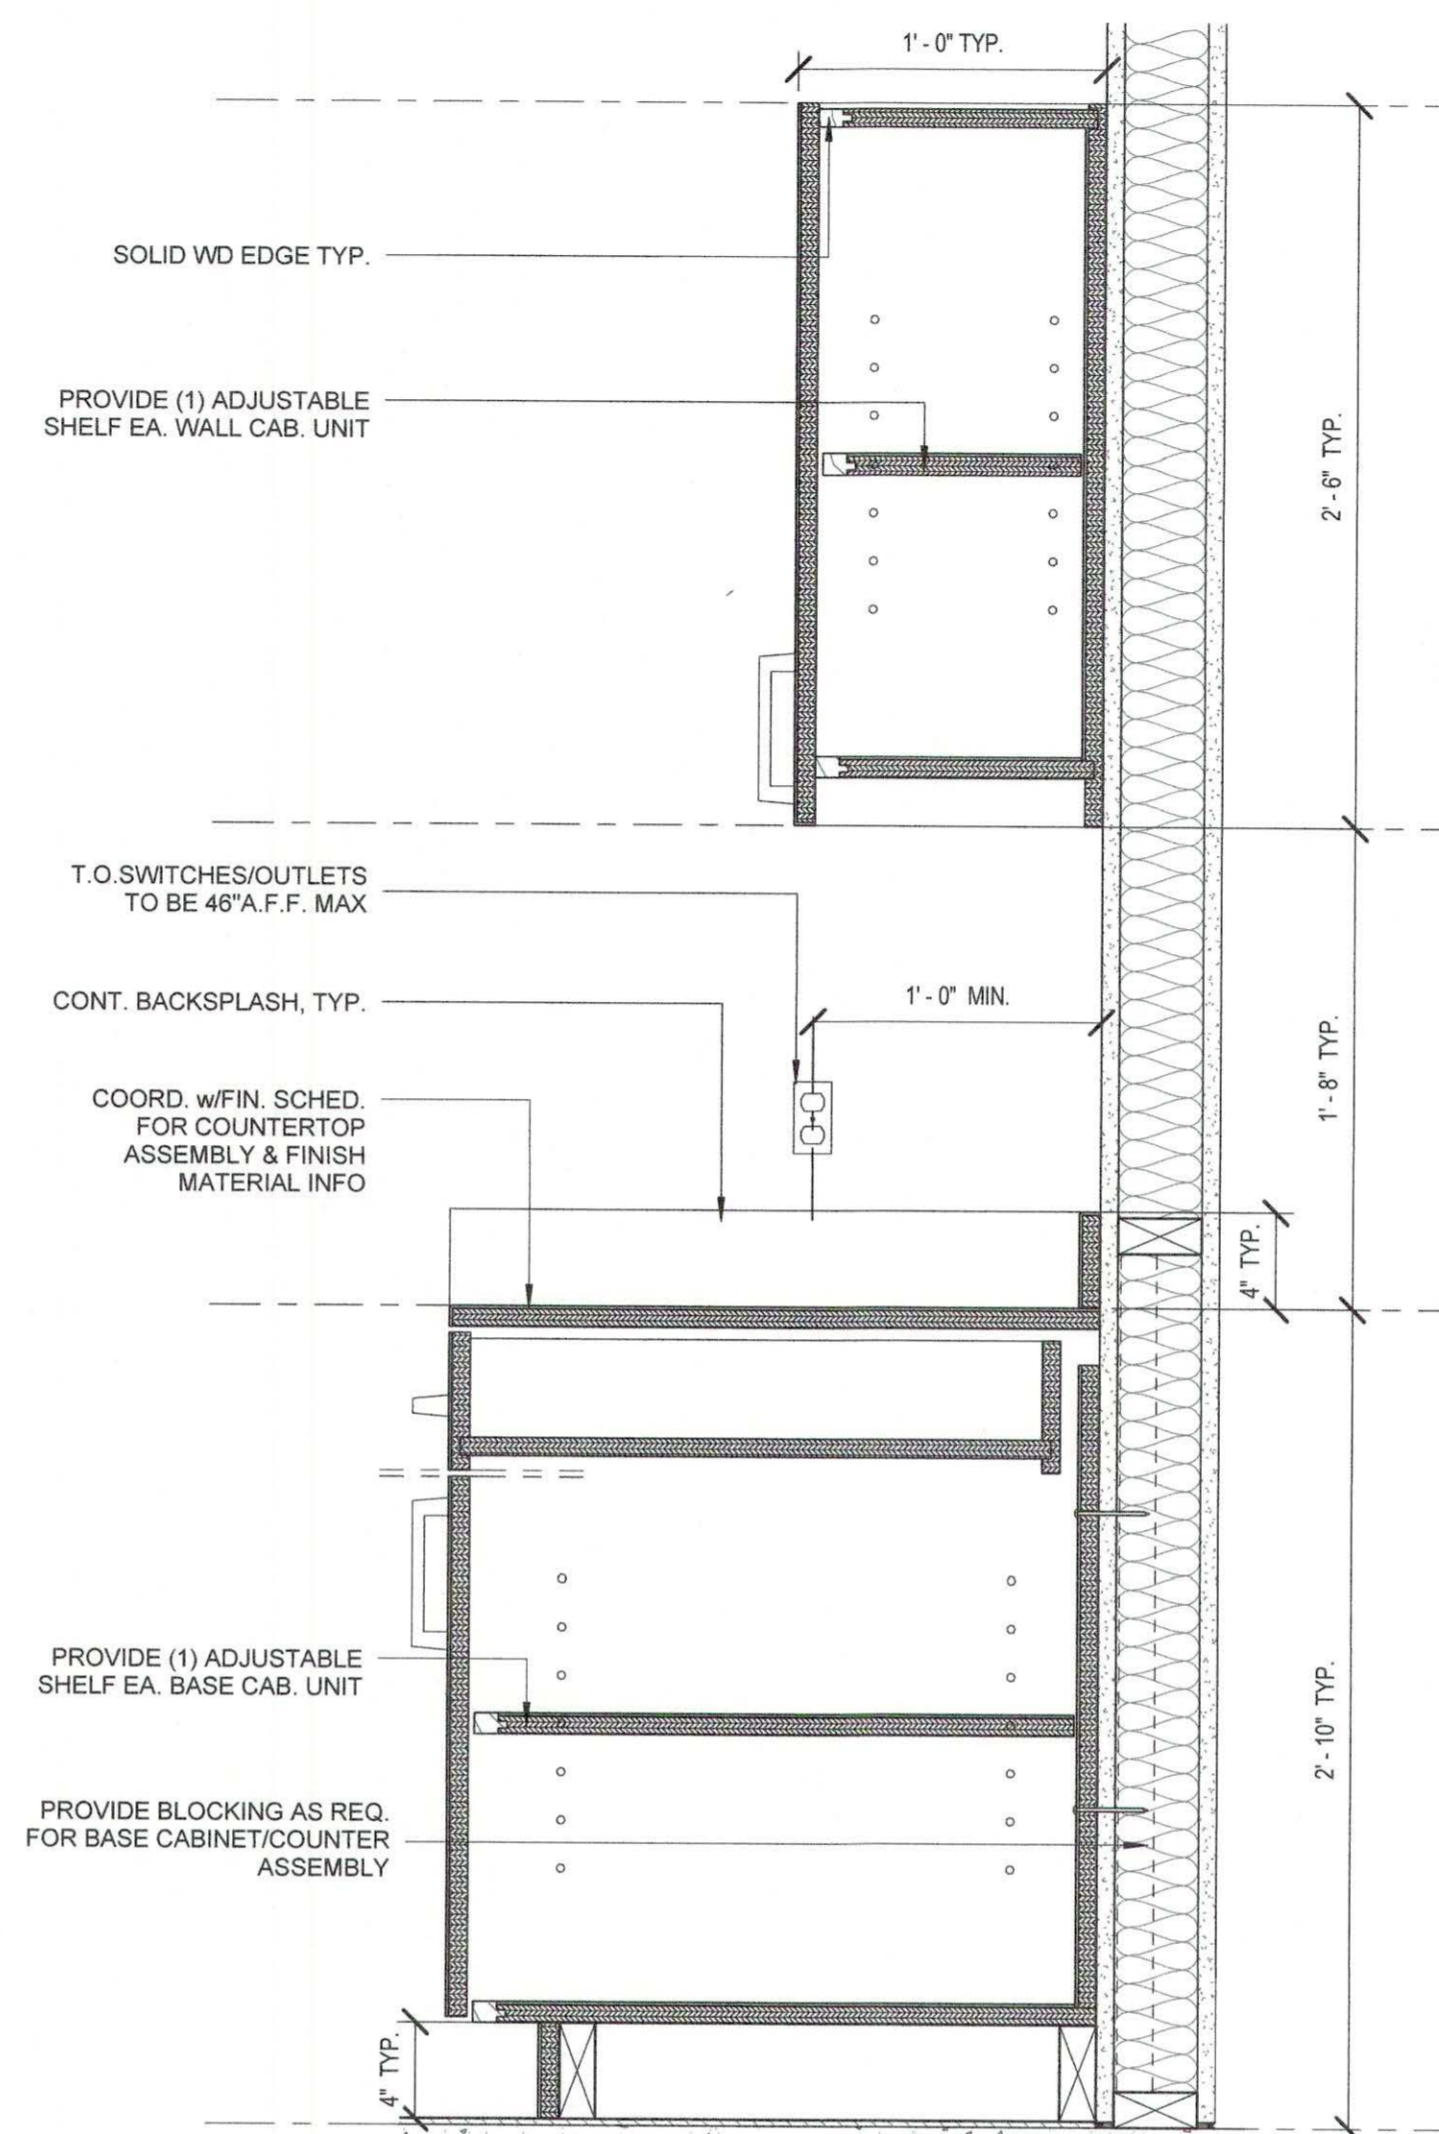 1' - 0" TYP.
SOLID WD EDGE TYP.
PROVIDE (1) ADJUSTABLE
SHELF EA. WALL CAB. UNIT
2' - 6" TYP.
T.O.SWITCHES/OUTLETS
TO BE 46"A.F.F. MAX
CONT. BACKSPLASH, TYP.
1' - 0" MIN.
1' - 8" TYP.
COORD. w/FIN. SCHED.
FOR COUNTERTOP
ASSEMBLY & FINISH
MATERIAL INFO
4" TYP.
PROVIDE (1) ADJUSTABLE
SHELF EA. BASE CAB. UNIT
2' - 10" TYP.
PROVIDE BLOCKING AS REQ.
FOR BASE CABINET/COUNTER
ASSEMBLY
4" TYP.